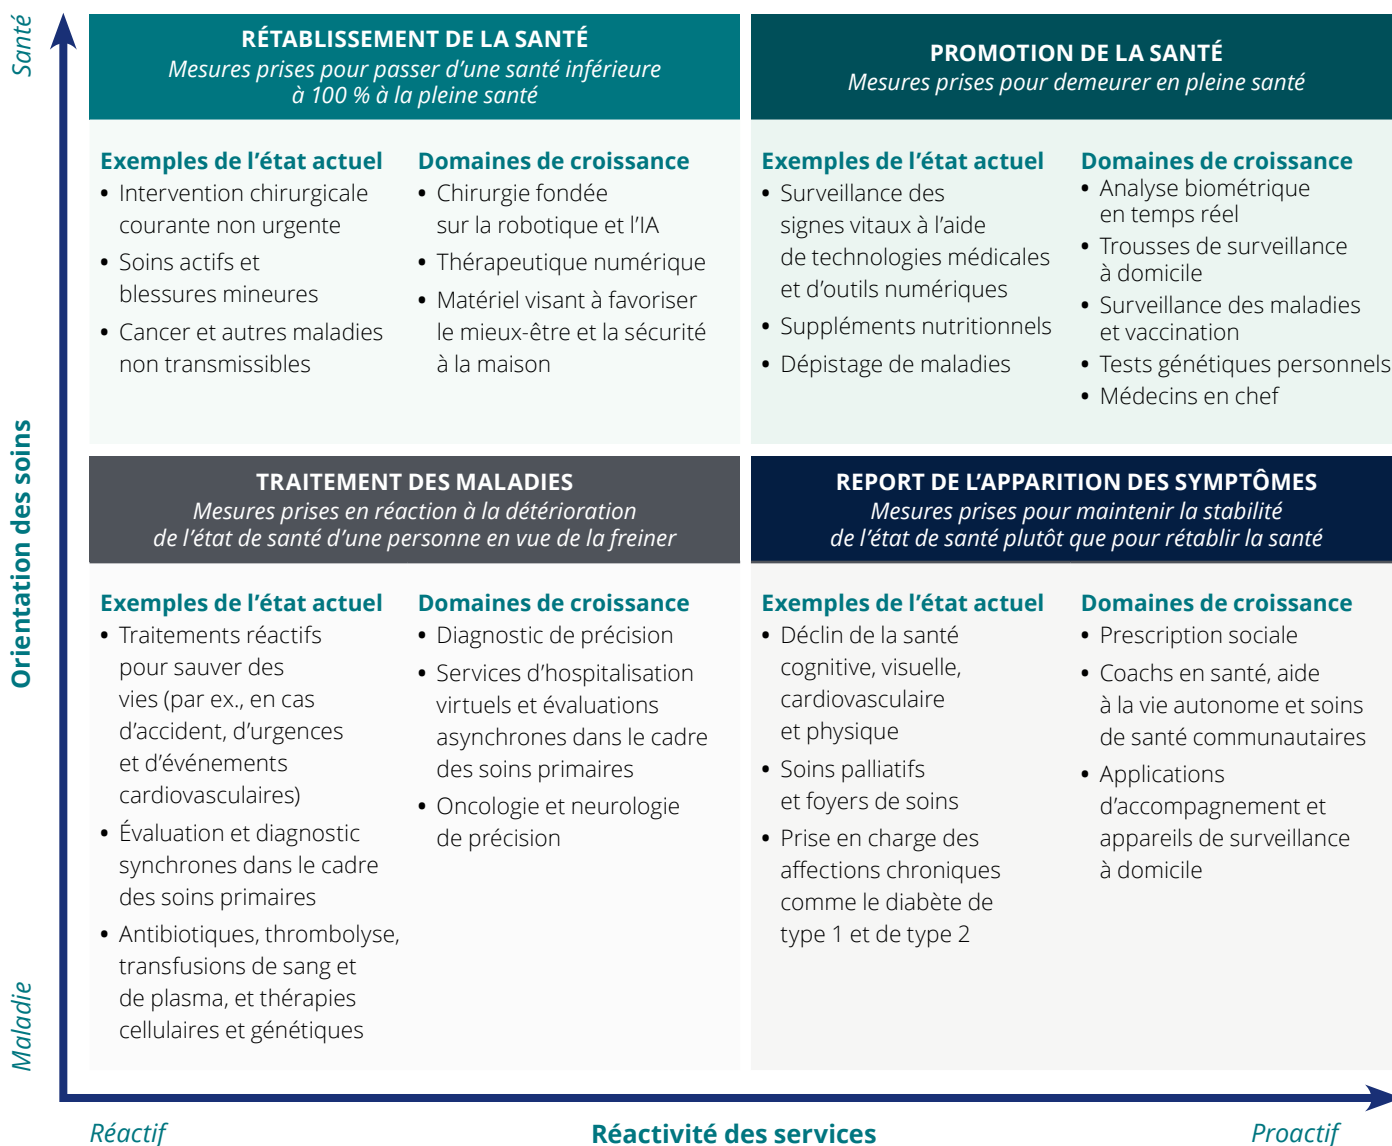 Santé
Orientation des soins
Maladie
RÉTABLISSEMENT DE LA SANTÉ
Mesures prises pour passer d’une santé inférieure
à 100 % à la pleine santé
Exemples de l’état actuel
• Intervention chirurgicale
courante non urgente
• Soins actifs et
blessures mineures
• Cancer et autres maladies
non transmissibles
Domaines de croissance
• Chirurgie fondée
sur la robotique et l’IA
• Thérapeutique numérique
• Matériel visant à favoriser
le mieux-être et la sécurité
à la maison
PROMOTION DE LA SANTÉ
Mesures prises pour demeurer en pleine santé
Exemples de l’état actuel
• Surveillance des
signes vitaux à l’aide
de technologies médicales
et d’outils numériques
• Suppléments nutritionnels
• Dépistage de maladies
Domaines de croissance
• Analyse biométrique
en temps réel
• Trousses de surveillance
à domicile
• Surveillance des maladies
et vaccination
• Tests génétiques personnels
• Médecins en chef
TRAITEMENT DES MALADIES
Mesures prises en réaction à la détérioration
de l’état de santé d’une personne en vue de la freiner
Exemples de l’état actuel
• Traitements réactifs
pour sauver des
vies (par ex., en cas
d’accident, d’urgences
et d’événements
cardiovasculaires)
• Évaluation et diagnostic
synchrones dans le cadre
des soins primaires
• Antibiotiques, thrombolyse,
transfusions de sang et
de plasma, et thérapies
cellulaires et génétiques
Domaines de croissance
• Diagnostic de précision
• Services d’hospitalisation
virtuels et évaluations
asynchrones dans le cadre
des soins primaires
• Oncologie et neurologie
de précision
REPORT DE L’APPARITION DES SYMPTÔMES
Mesures prises pour maintenir la stabilité
de l’état de santé plutôt que pour rétablir la santé
Exemples de l’état actuel
• Déclin de la santé
cognitive, visuelle,
cardiovasculaire
et physique
• Soins palliatifs
et foyers de soins
• Prise en charge des
affections chroniques
comme le diabète de
type 1 et de type 2
Domaines de croissance
• Prescription sociale
• Coachs en santé, aide
à la vie autonome et soins
de santé communautaires
• Applications
d’accompagnement et
appareils de surveillance
à domicile
Réactif
Réactivité des services
Proactif